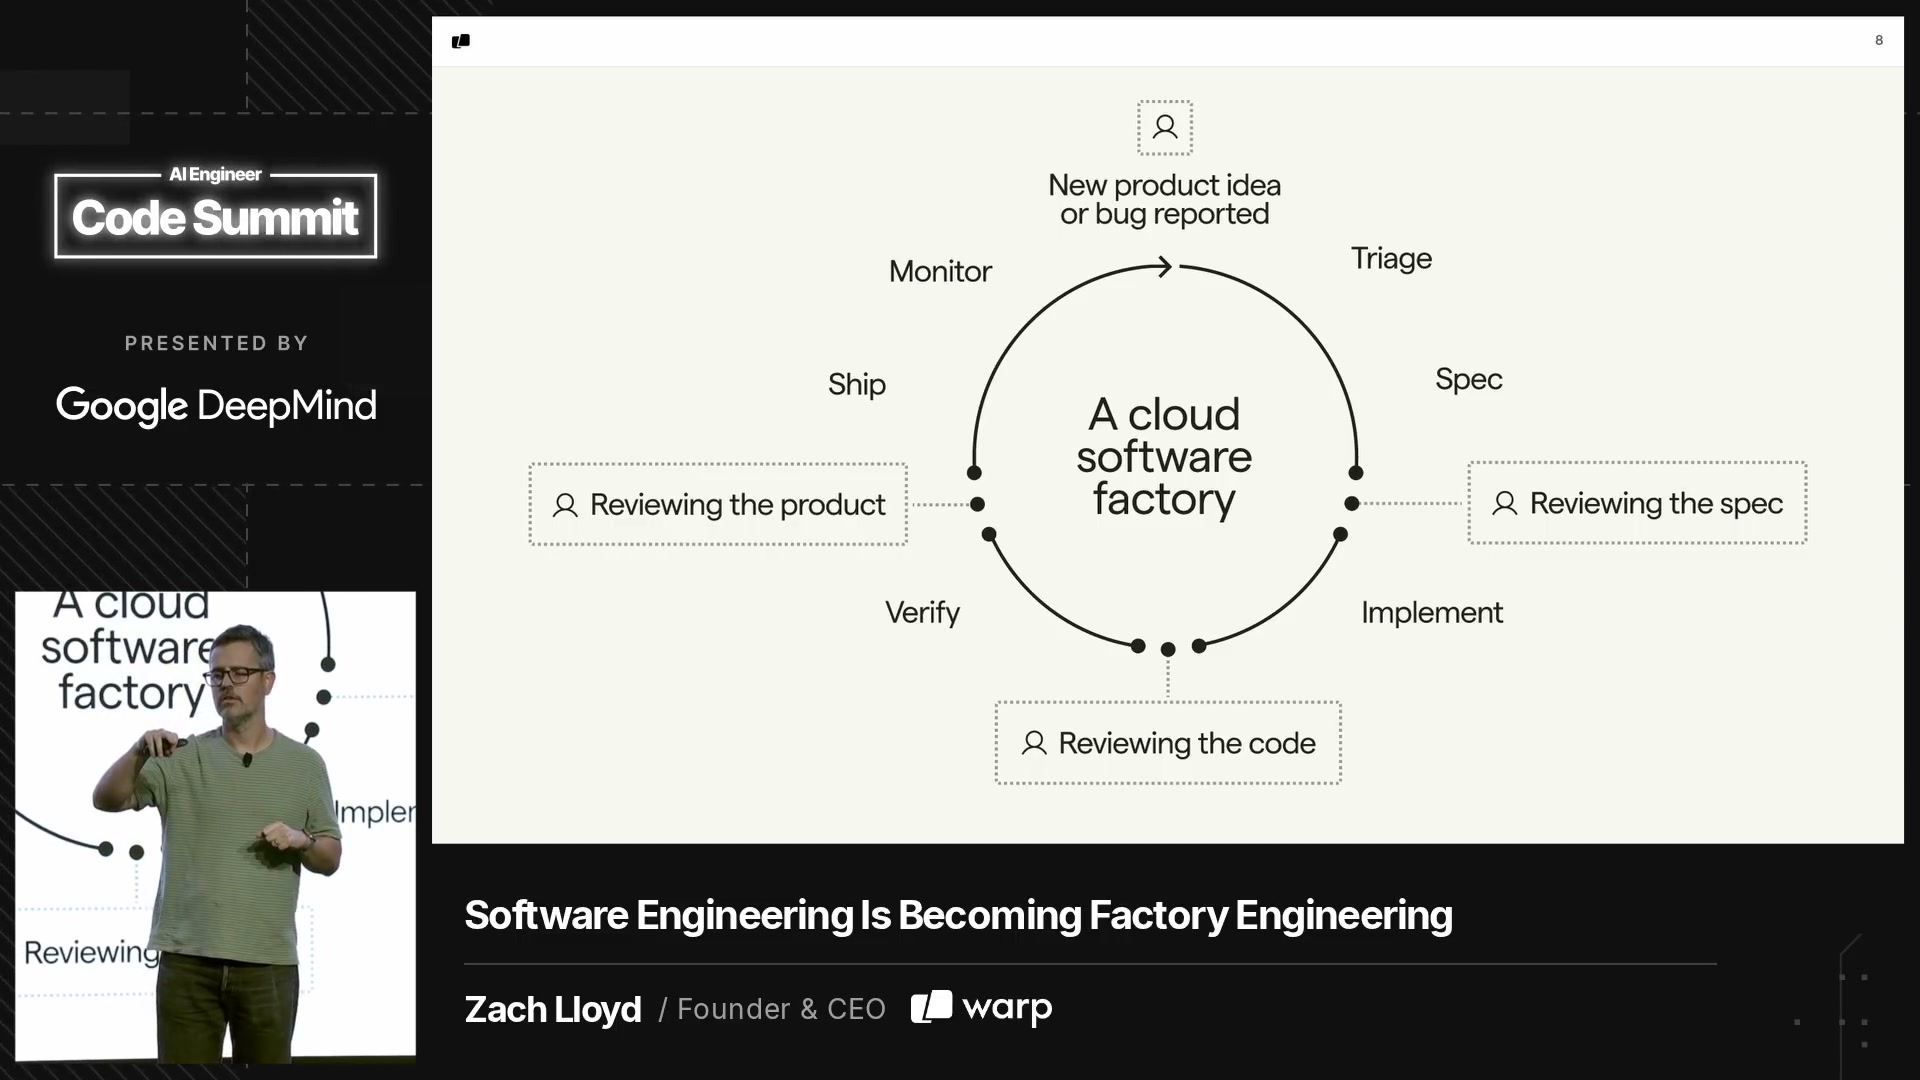 AI Engineer
Code Summit
PRESENTED BY
Google DeepMind
8
New product idea
or bug reported
Monitor
Triage
Ship
Spec
A cloud
software
factory
Reviewing the product
Reviewing the spec
Verify
Implement
Reviewing the code
A cloud
software
factory
Implem
Reviewing
Software Engineering Is Becoming Factory Engineering
Zach Lloyd / Founder & CEO warp